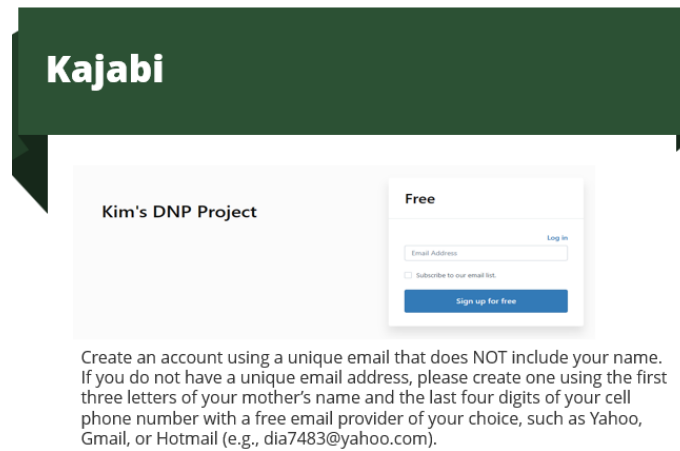 Kajabi
Kim's DNP Project
Free
Log in
Email Address
Subscribe to our email list.
Sign up for free
Create an account using a unique email that does NOT include your name.
If you do not have a unique email address, please create one using the first
three letters of your mother’s name and the last four digits of your cell
phone number with a free email provider of your choice, such as Yahoo,
Gmail, or Hotmail (e.g., dia7483@yahoo.com).